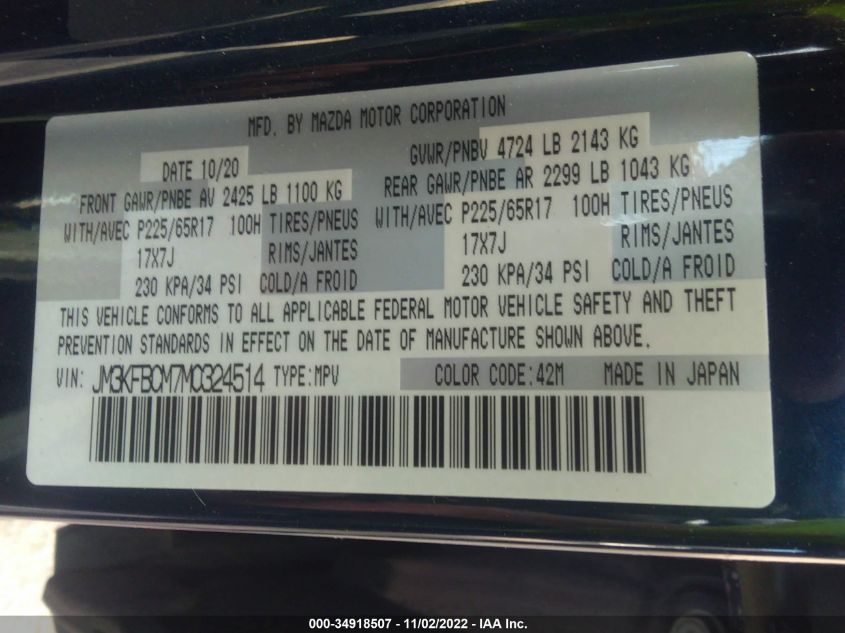 MFD. BY MAZDA MOTOR CORPORATION
DATE 10/20
GVWR/PNBV 4724 LB 2143 KG
FRONT GAWR/PNBE AV 2425 LB 1100 KG
REAR GAWR/PNBE AR 2299 LB 1043 KG
WITH/AVEC P225/65R17 100H TIRES/PNEUS
WITH/AVEC P225/65R17 100H TIRES/PNEUS
17X7J RIMS/JANTES
17X7J RIMS/JANTES
230 KPA/34 PSI COLD/A FROID
230 KPA/34 PSI COLD/A FROID
THIS VEHICLE CONFORMS TO ALL APPLICABLE FEDERAL MOTOR VEHICLE SAFETY AND THEFT
PREVENTION STANDARDS IN EFFECT ON THE DATE OF MANUFACTURE SHOWN ABOVE.
VIN: JM3KFBCM7M0324514 TYPE:MPV COLOR CODE:42M MADE IN JAPAN
000-34918507 - 11/02/2022 - IAA Inc.